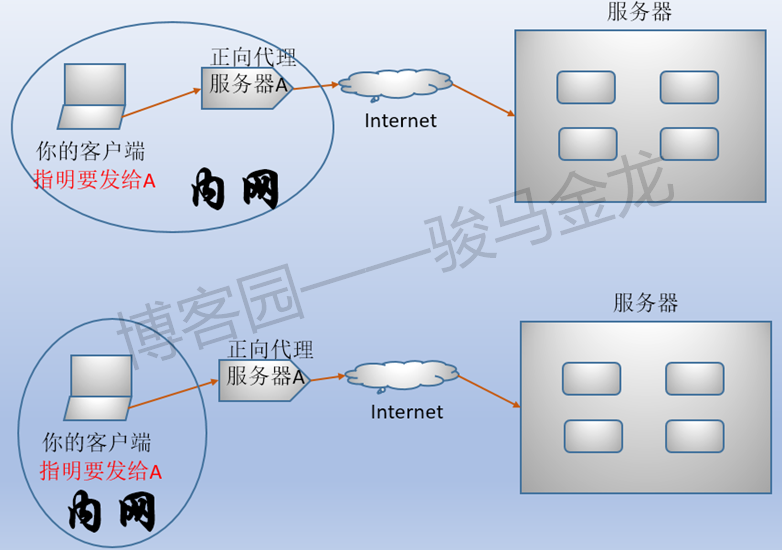 服务器
正向代理
服务器A
Internet
你的客户端
指明要发给A
内网
博客园——骏马金龙
服务器
正向代理
服务器A
Internet
你的客户端
指明要发给A
内网